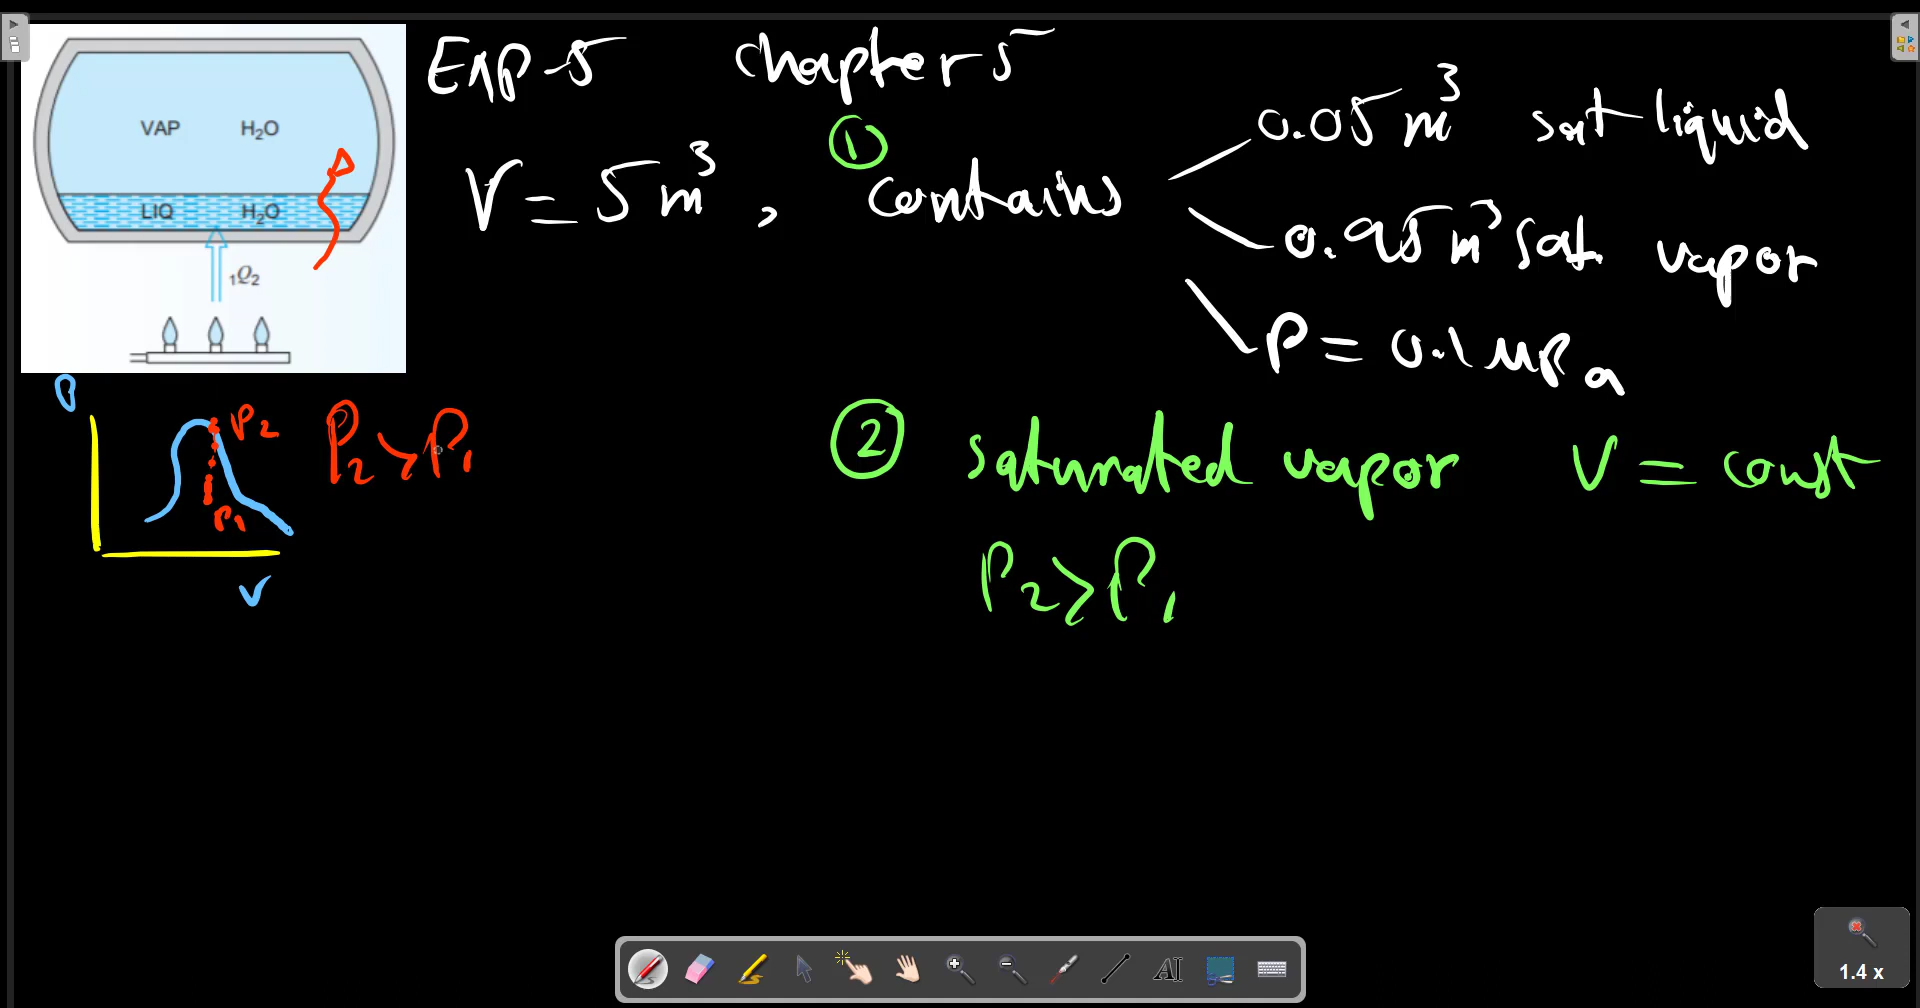 VAP H₂O
LIQ H₂O
₁Q₂
Exp-5 chapter 5
V = 5 m³, ① contains
0.05 m³ sat liquid
0.95 m³ sat. vapor
P = 0.1 MPa
P
P₂
P₁
v
P₂ > P₁
② saturated vapor V = const
P₂ > P₁
AI
1.4 x